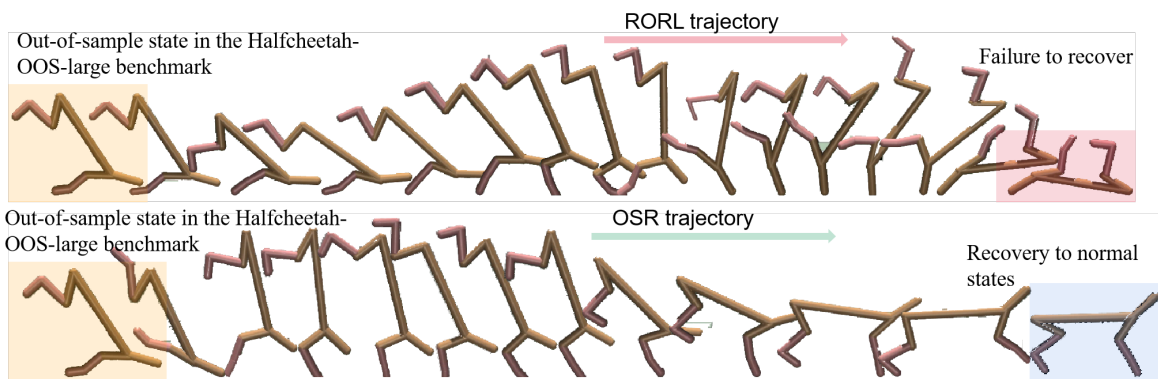 RORL trajectory
Out-of-sample state in the Halfcheetah-
OOS-large benchmark
Failure to recover
Out-of-sample state in the Halfcheetah-
OOS-large benchmark
OSR trajectory
Recovery to normal
states